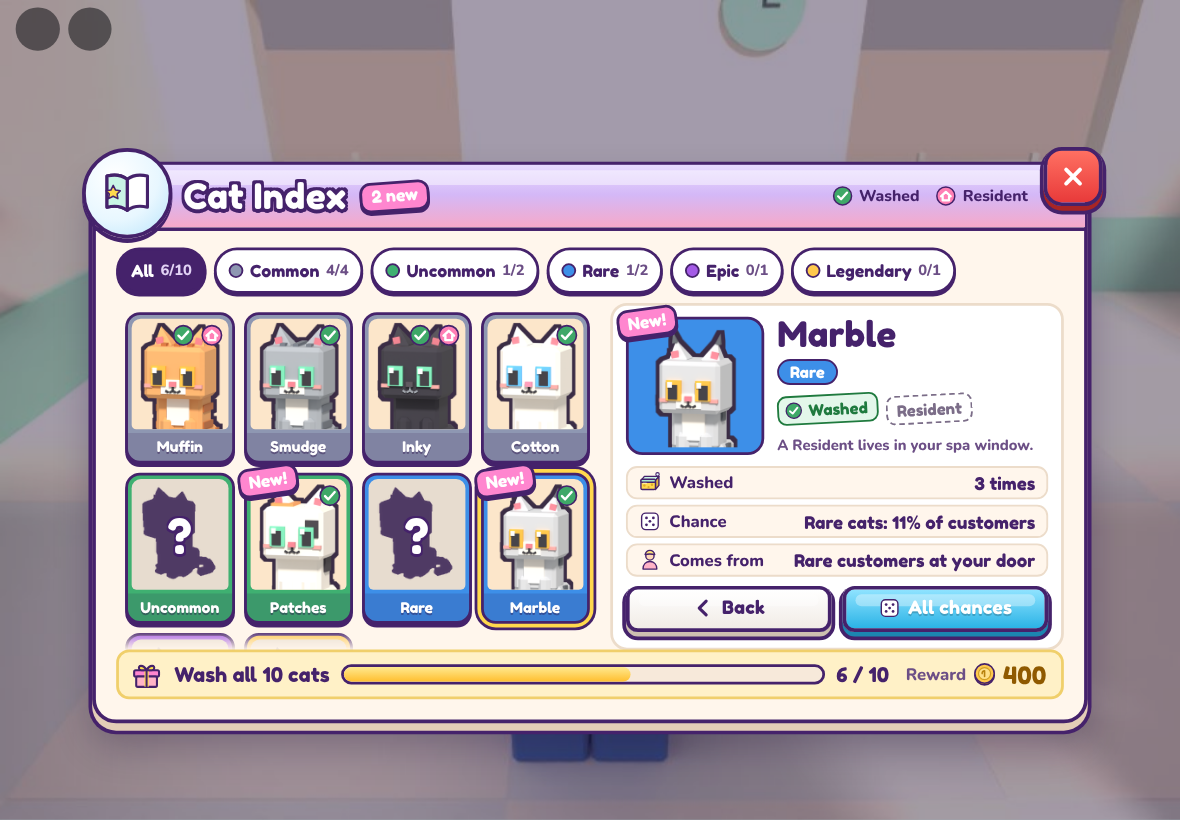 Cat Index
2 new
Washed
Resident
All 6/10
Common 4/4
Uncommon 1/2
Rare 1/2
Epic 0/1
Legendary 0/1
Muffin
Smudge
Inky
Cotton
?
Uncommon
New!
Patches
?
Rare
New!
Marble
New!
Marble
Rare
Washed
Resident
A Resident lives in your spa window.
Washed 3 times
Chance Rare cats: 11% of customers
Comes from Rare customers at your door
Back
All chances
Wash all 10 cats
6 / 10
Reward 400